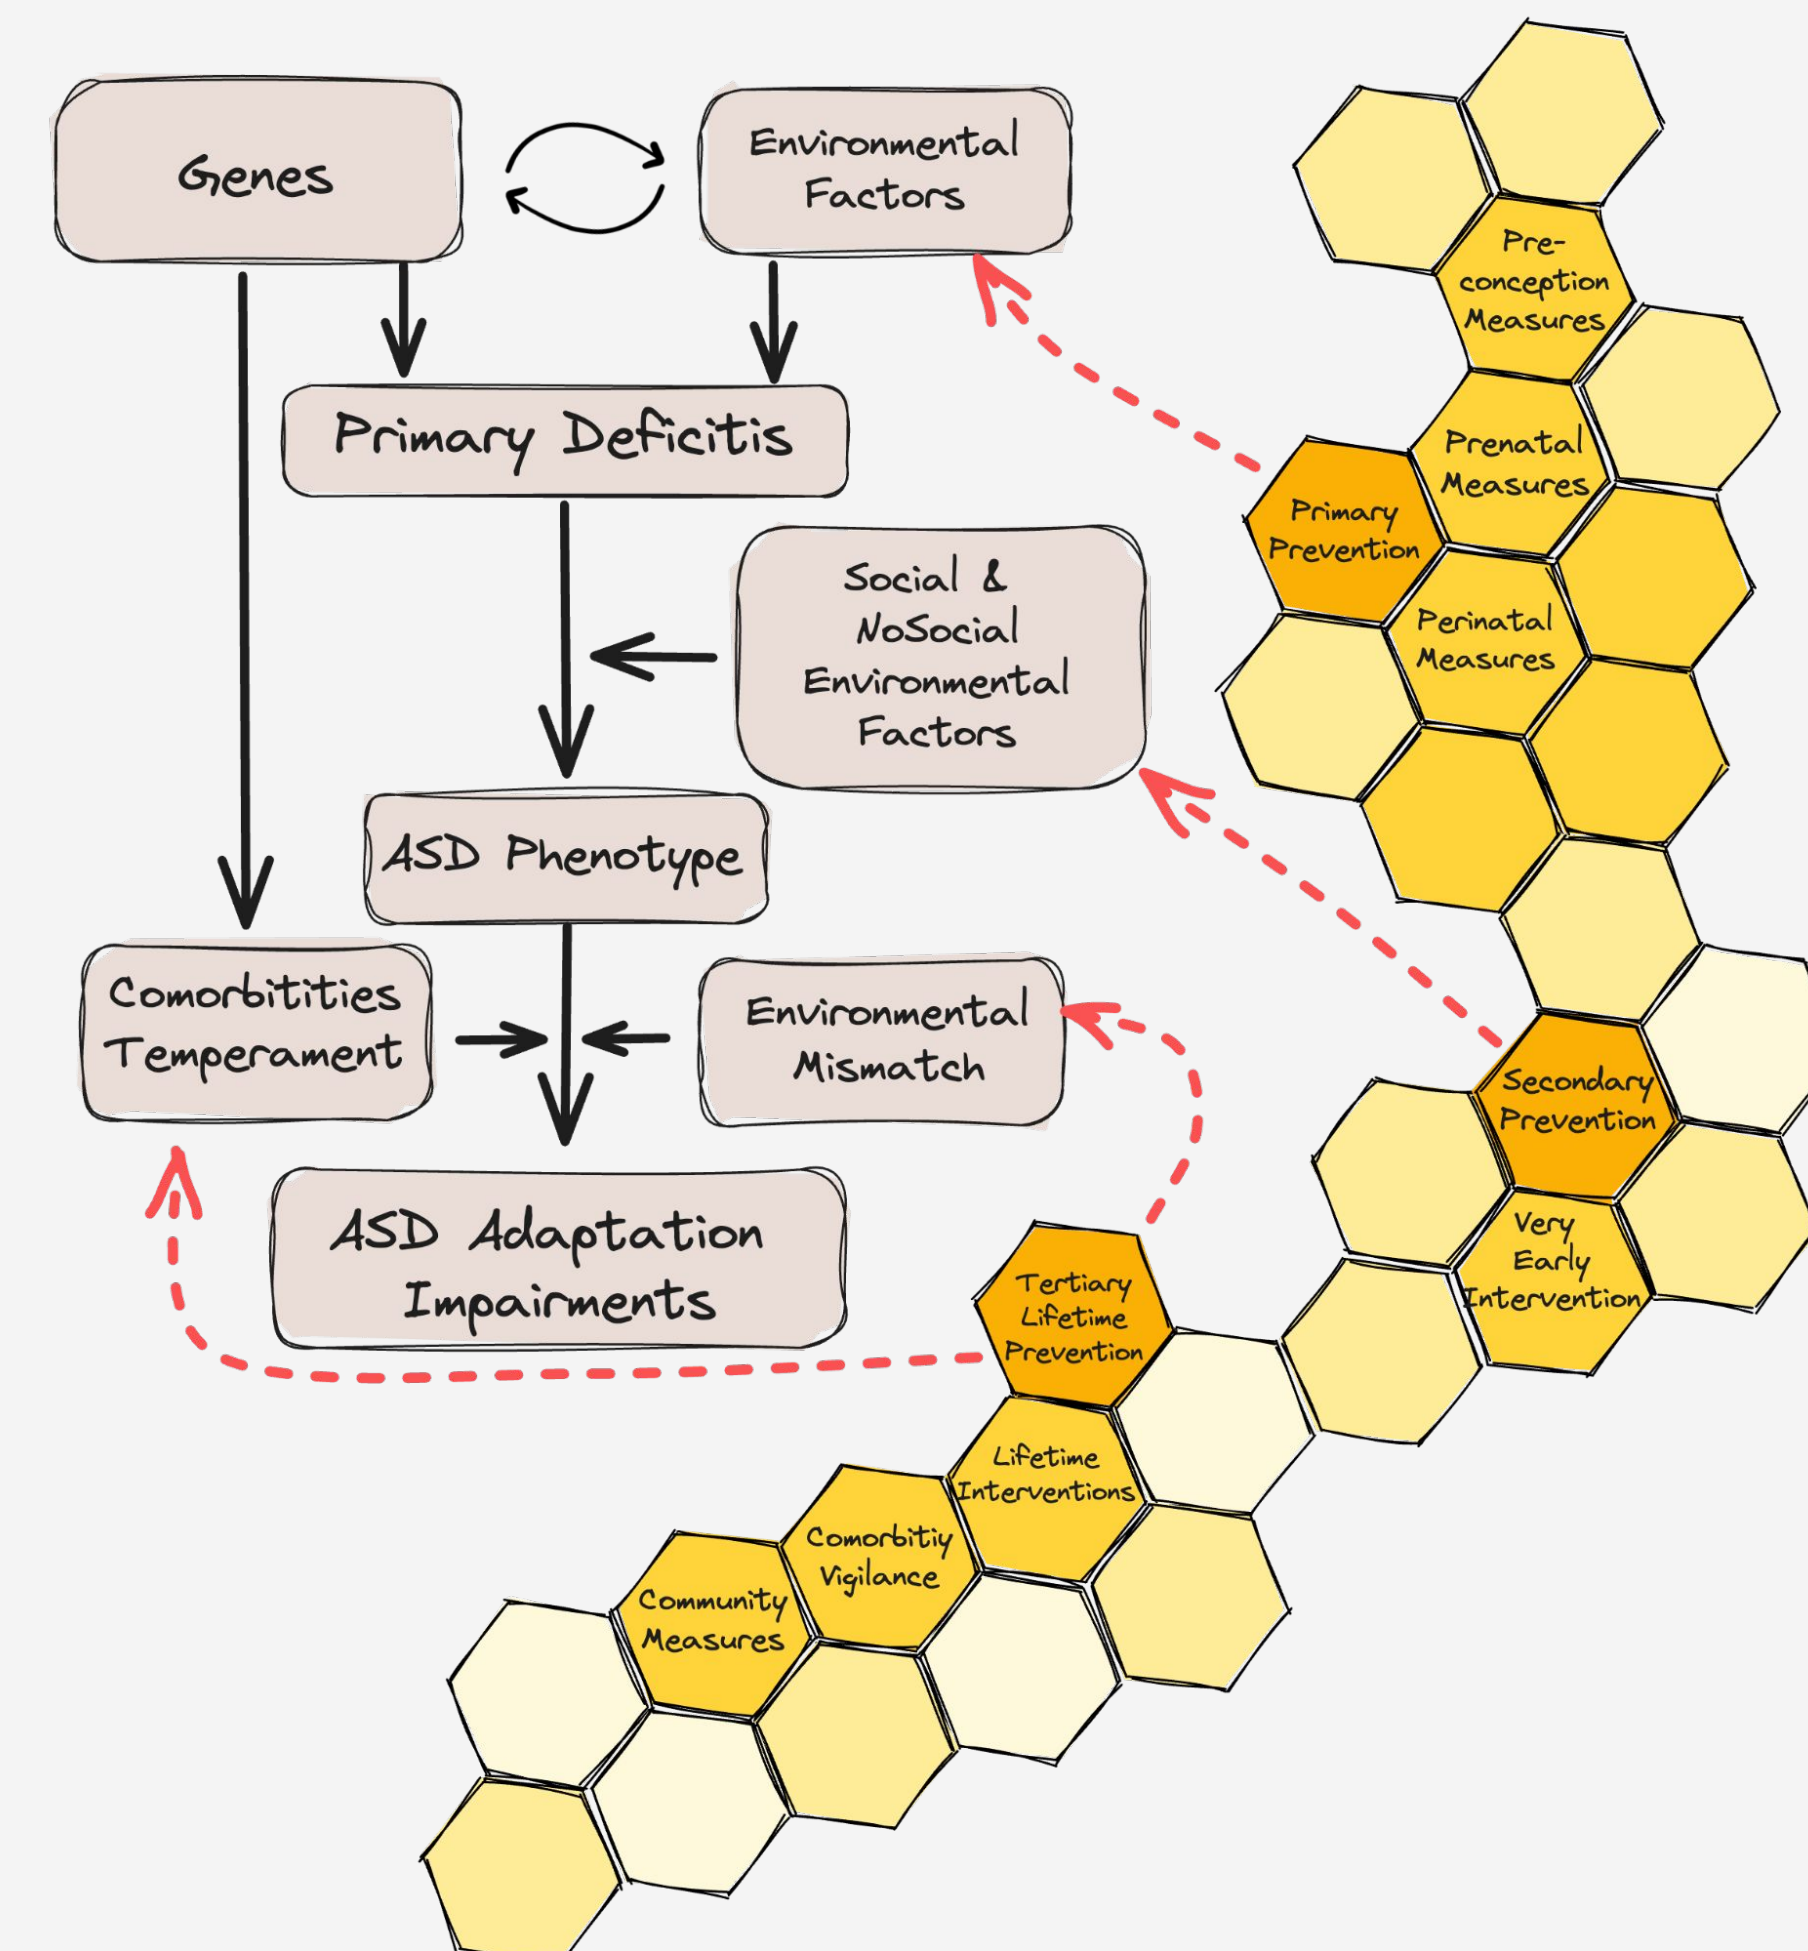 Genes
Environmental
Factors
Primary Deficitis
Social &
NoSocial
Environmental
Factors
ASD Phenotype
Comorbitities
Temperament
Environmental
Mismatch
ASD Adaptation
Impairments
Pre-
conception
Measures
Prenatal
Measures
Primary
Prevention
Perinatal
Measures
Secondary
Prevention
Very
Early
Intervention
Tertiary
Lifetime
Prevention
Lifetime
Interventions
Comorbitiy
Vigilance
Community
Measures